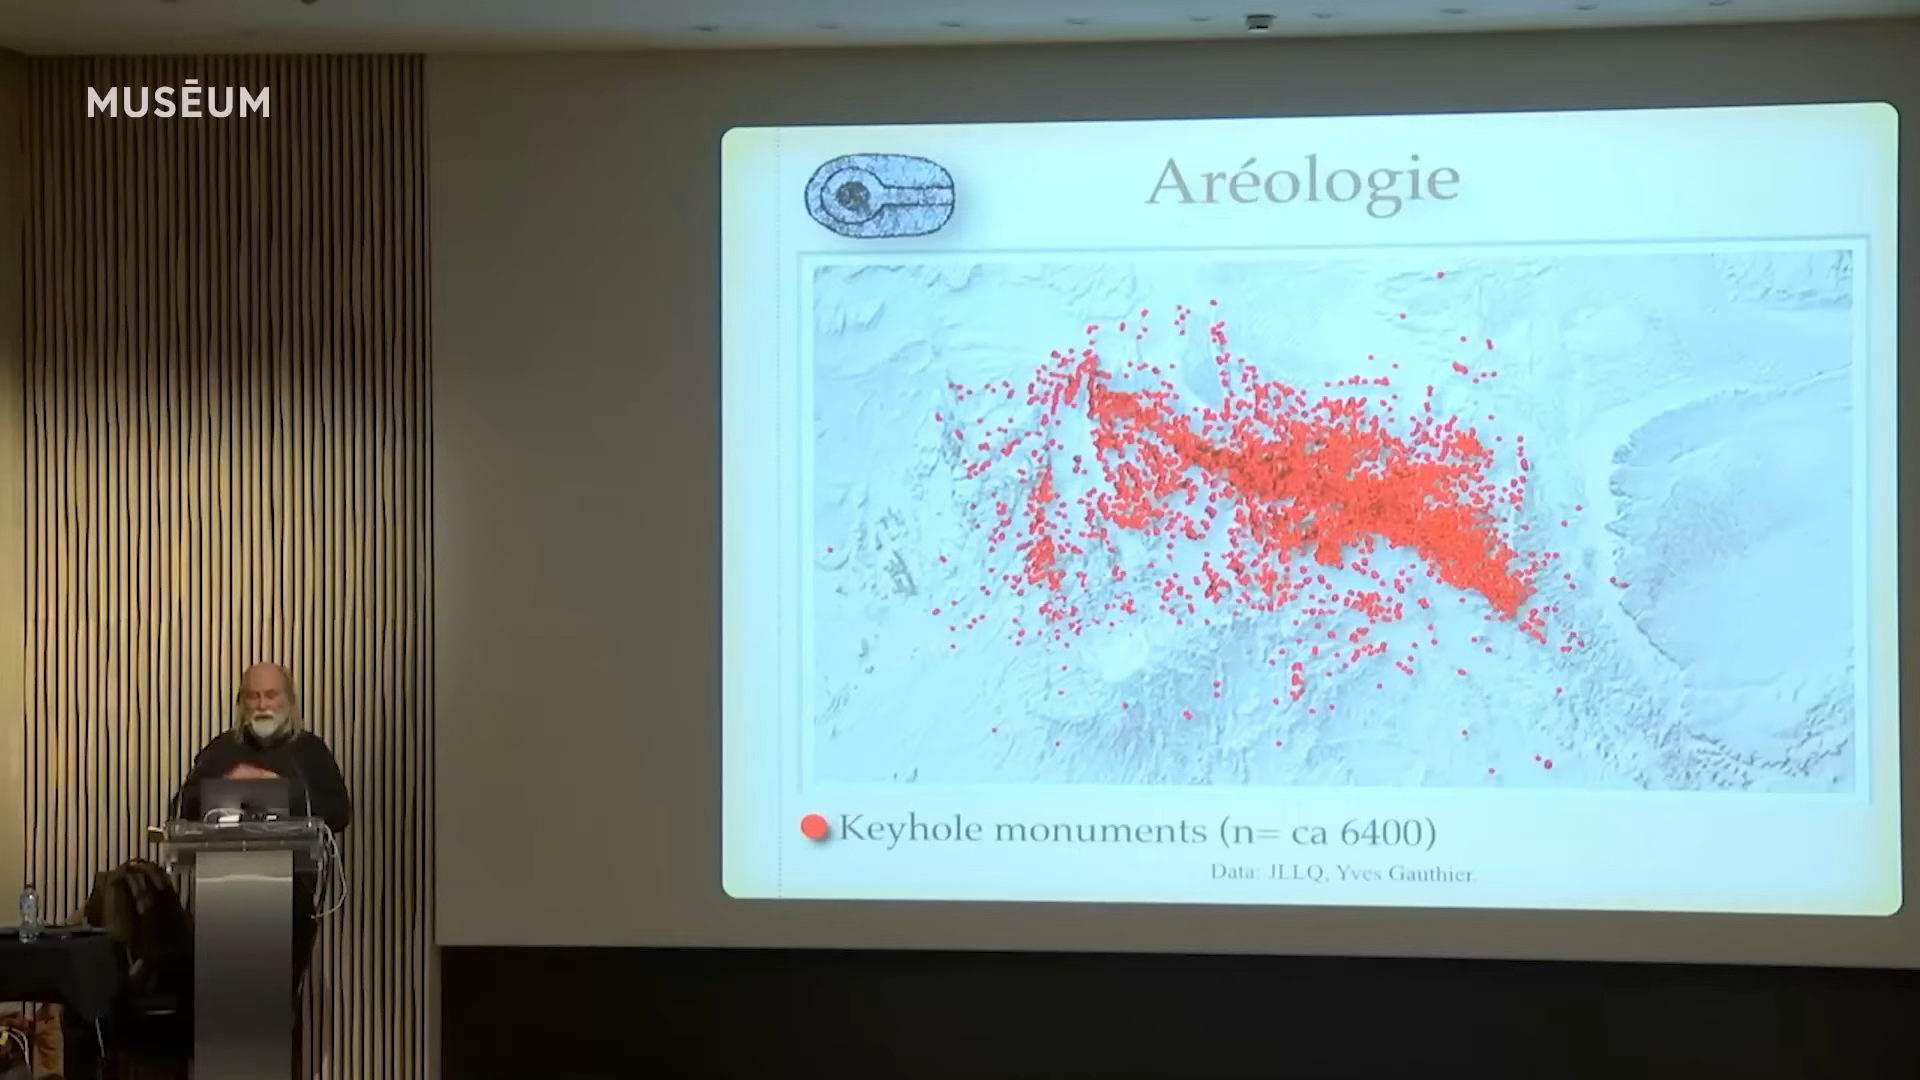 MUSĒUM
Aréologie
Keyhole monuments (n= ca 6400)
Data: JLLQ, Yves Gauthier.